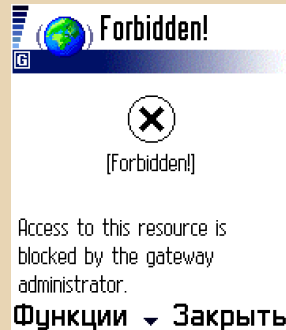 Forbidden!
G
[Forbidden!]
Access to this resource is
blocked by the gateway
administrator.
Функции Закрыть